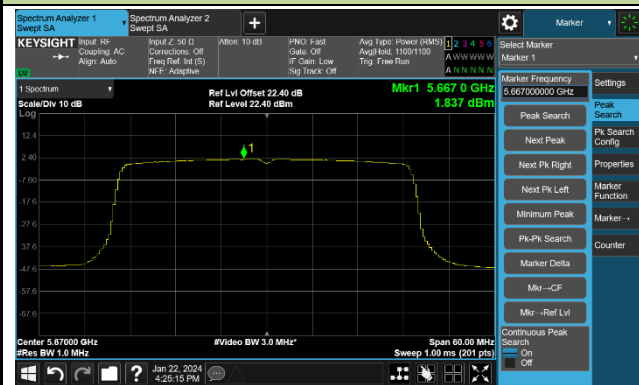 Spectrum Analyzer 1
Swept SA
Spectrum Analyzer 2
Swept SA
Marker
KEYSIGHT
Input: RF
Coupling: AC
Align: Auto
Input Z: 50 Ω
Corrections: Off
Freq Ref: Int (S)
NFE: Adaptive
Atten: 10 dB
PNO: Fast
Gate: Off
IF Gain: Low
Sig Track: Off
Avg Type: Power (RMS)
Avg|Hold: 1100/1100
Trig: Free Run
1 2 3 4 5 6
A W W W W W
A N N N N N
LXI
Select Marker
Marker 1
1 Spectrum
Scale/Div 10 dB
Log
Ref Lvl Offset 22.40 dB
Ref Level 22.40 dBm
Mkr1 5.667 0 GHz
1.837 dBm
12.4
2.40
-7.60
-17.6
-27.6
-37.6
-47.6
-57.6
-67.6
1
Center 5.67000 GHz
#Res BW 1.0 MHz
#Video BW 3.0 MHz*
Span 60.00 MHz
Sweep 1.00 ms (201 pts)
Marker Frequency
5.667000000 GHz
Peak Search
Next Peak
Next Pk Right
Next Pk Left
Minimum Peak
Pk-Pk Search
Marker Delta
Mkr→CF
Mkr→Ref Lvl
Continuous Peak
Search
On
Off
Settings
Peak
Search
Pk Search
Config
Properties
Marker
Function
Marker→
Counter
Jan 22, 2024
4:25:15 PM